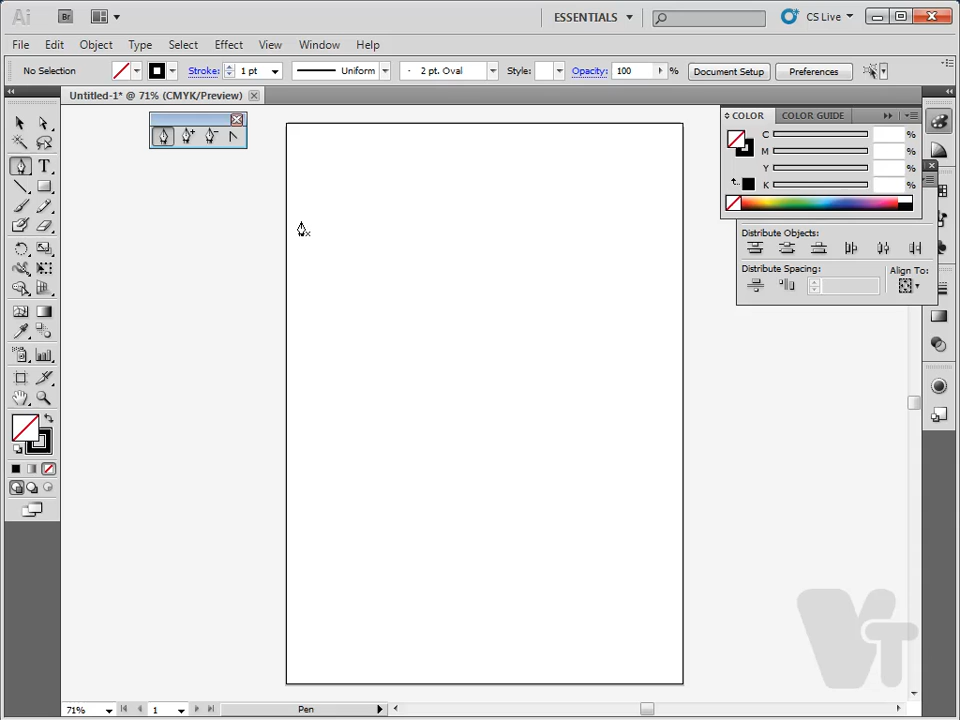 Ai Br ESSENTIALS CS Live
File Edit Object Type Select Effect View Window Help
No Selection Stroke: 1 pt Uniform 2 pt. Oval Style: Opacity: 100 % Document Setup Preferences
Untitled-1* @ 71% (CMYK/Preview)
COLOR COLOR GUIDE
C %
M %
Y %
K %
Distribute Objects:
Distribute Spacing: Align To:
T
VT
71% 1 Pen